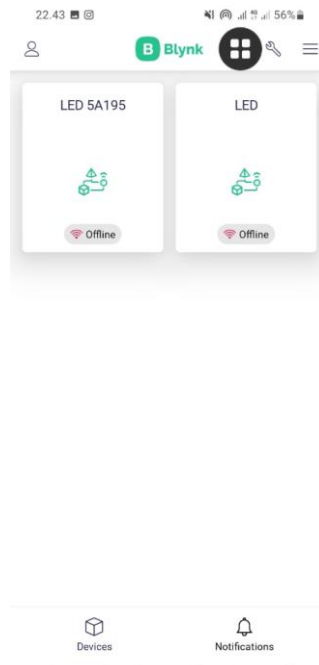 22.43 56%
B Blynk
LED 5A195 LED
Offline Offline
Devices Notifications